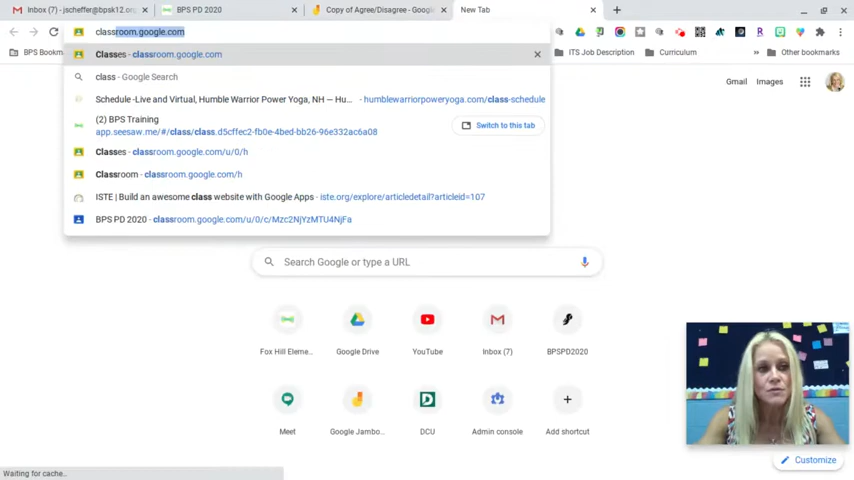 Inbox (7) - jscheffer@bpsk12.or
BPS PD 2020
Copy of Agree/Disagree - Google
New Tab
classroom.google.com
BPS Bookm
ITS Job Description
Curriculum
Other bookmarks
Classes - classroom.google.com
class - Google Search
Schedule -Live and Virtual, Humble Warrior Power Yoga, NH — Hu... - humblewarriorpoweryoga.com/class-schedule
(2) BPS Training
app.seesaw.me/#/class/class.d5cffec2-fb0e-4bed-bb26-96e332ac6a08
Switch to this tab
Classes - classroom.google.com/u/0/h
Classroom - classroom.google.com/h
ISTE | Build an awesome class website with Google Apps - iste.org/explore/articledetail?articleid=107
BPS PD 2020 - classroom.google.com/u/0/c/Mzc2NjYzMTU4NjFa
Gmail Images
Search Google or type a URL
Fox Hill Eleme...
Google Drive
YouTube
Inbox (7)
BPSPD2020
Meet
Google Jambo...
DCU
Admin console
Add shortcut
Customize
Waiting for cache...